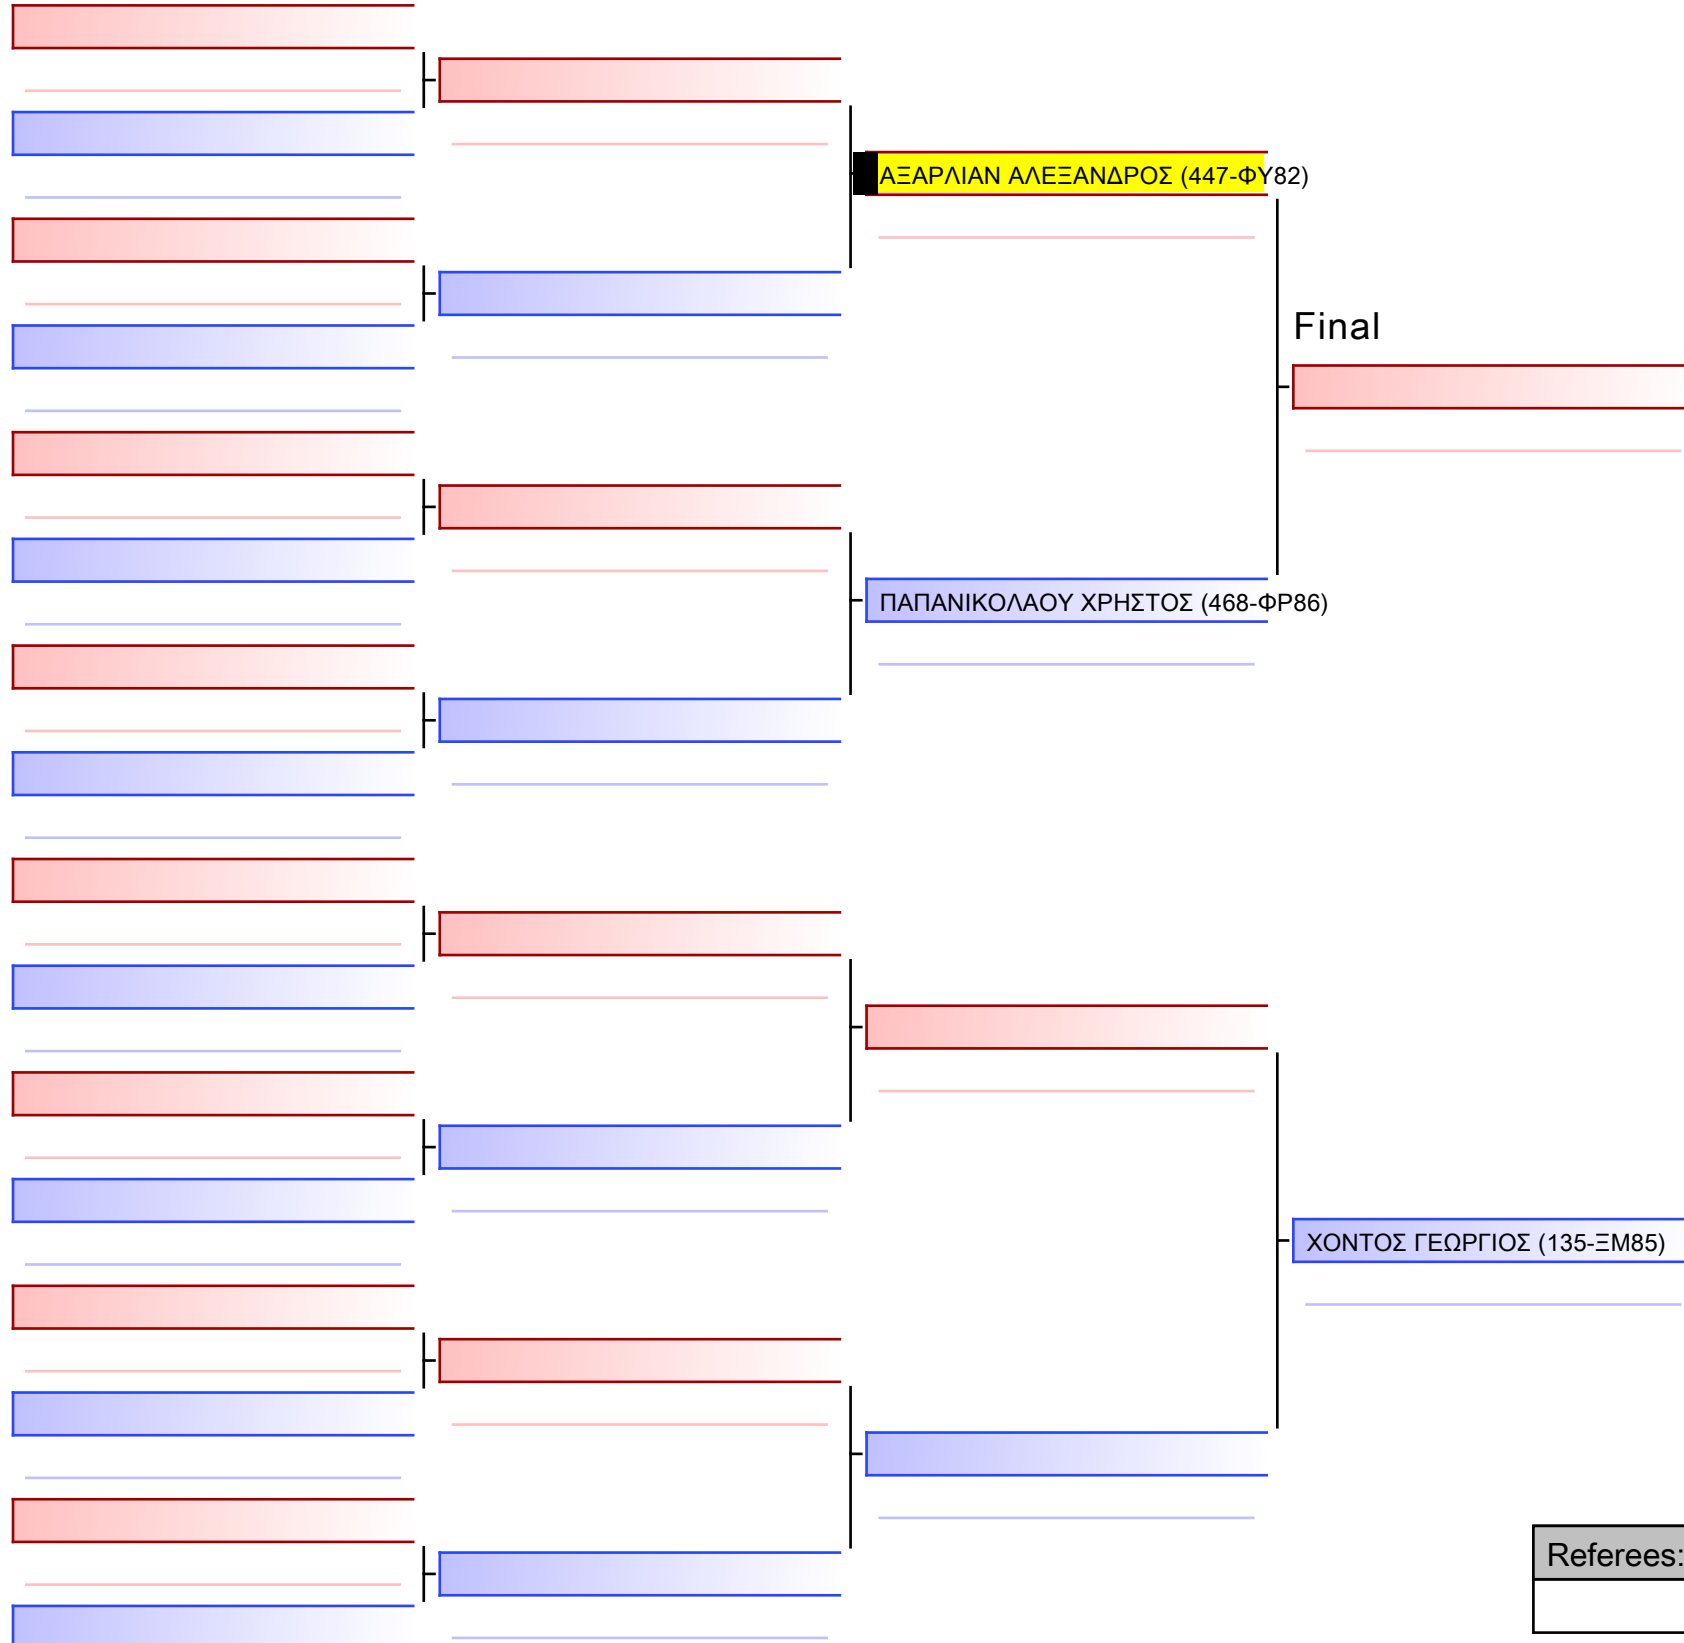 ΑΞΑΡΛΙΑΝ ΑΛΕΞΑΝΔΡΟΣ (447-ΦΥ82)
Final
ΠΑΠΑΝΙΚΟΛΑΟΥ ΧΡΗΣΤΟΣ (468-ΦΡ86)
ΧΟΝΤΟΣ ΓΕΩΡΓΙΟΣ (135-ΞΜ85)
Referees: